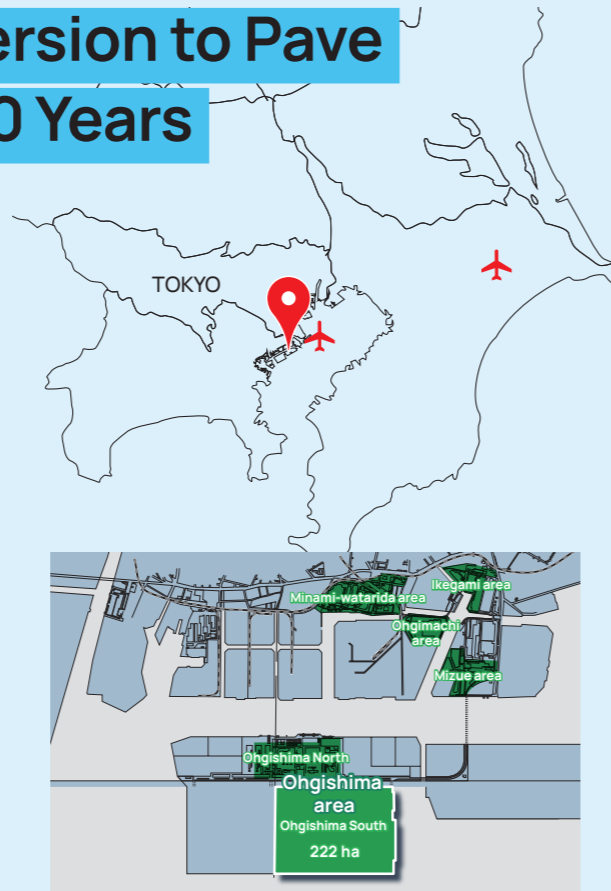 ersion to Pave
0 Years
TOKYO
Ikegami area
Minami-watarida area
Ohgimachi
area
Mizue area
Ohgishima North
Ohgishima
area
Ohgishima South
222 ha